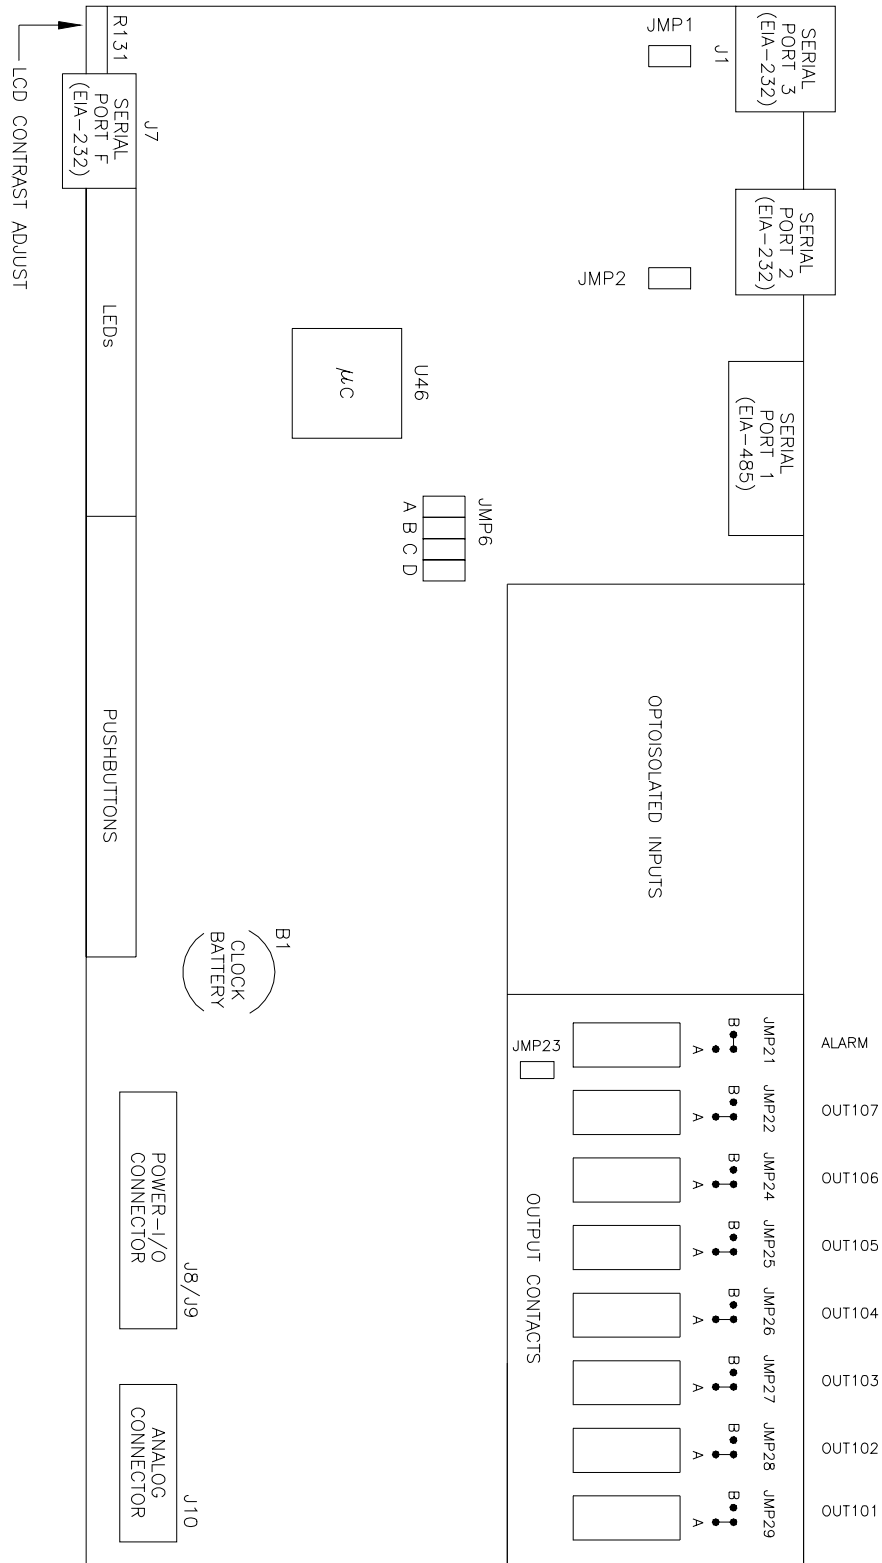 JMP1
J1
SERIAL
PORT 3
(EIA-232)
R131
LCD CONTRAST ADJUST
SERIAL
PORT F
(EIA-232)
J7
JMP2
SERIAL
PORT 2
(EIA-232)
LEDs
μC
U46
SERIAL
PORT 1
(EIA-485)
JMP6
A
B
C
D
PUSHBUTTONS
OPTOISOLATED INPUTS
B1
CLOCK
BATTERY
JMP23
A
B
JMP21
ALARM
A
B
JMP22
OUT107
A
B
JMP24
OUT106
A
B
JMP25
OUT105
A
B
JMP26
OUT104
A
B
JMP27
OUT103
A
B
JMP28
OUT102
A
B
JMP29
OUT101
OUTPUT CONTACTS
POWER-I/O
CONNECTOR
J8/J9
ANALOG
CONNECTOR
J10